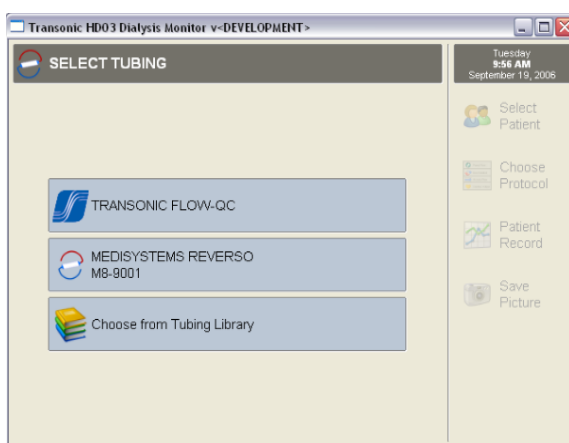 Transonic HD03 Dialysis Monitor v<DEVELOPMENT>
SELECT TUBING
Tuesday
9:56 AM
September 19, 2006
TRANSONIC FLOW-QC
MEDISYSTEMS REVERSO
M8-9001
Choose from Tubing Library
Select
Patient
Choose
Protocol
Patient
Record
Save
Picture